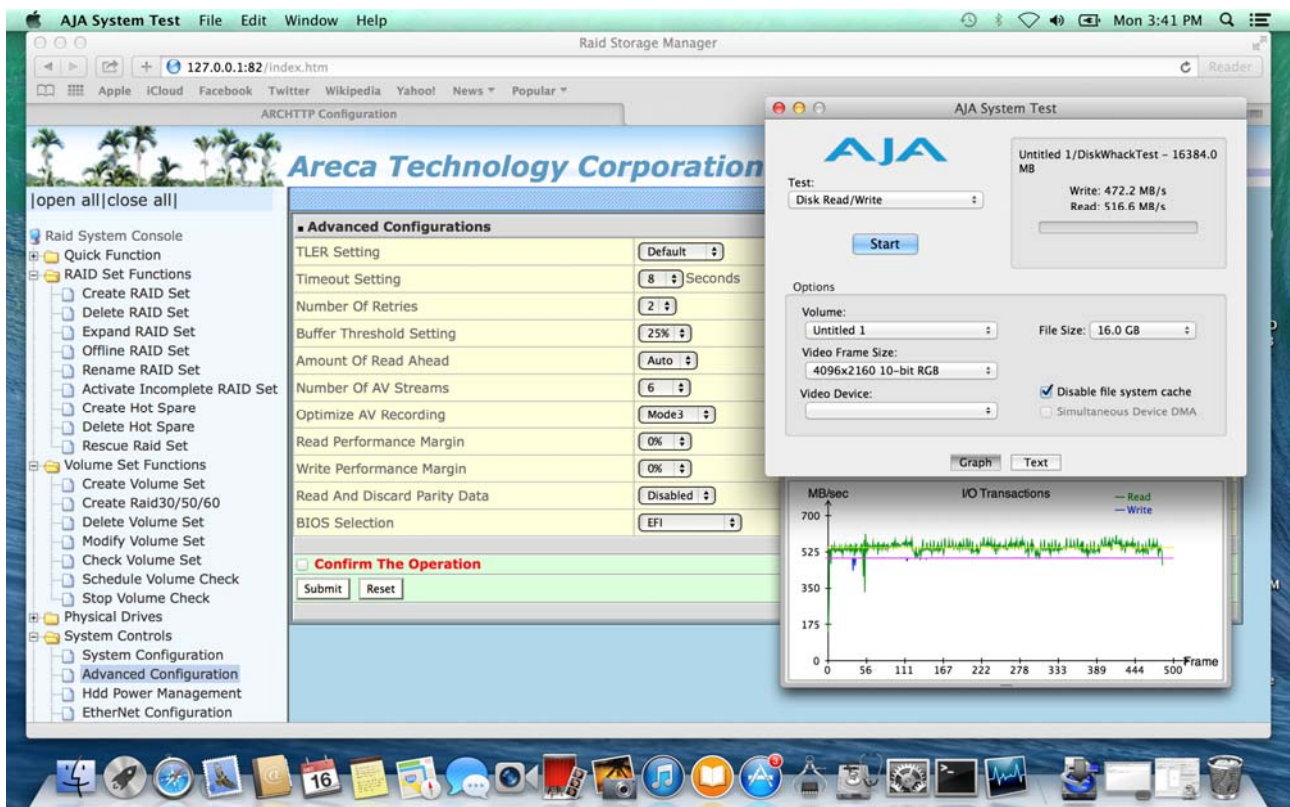 AJA System Test File Edit Window Help Mon 3:41 PM
Raid Storage Manager
127.0.0.1:82/index.htm
Reader
Apple iCloud Facebook Twitter Wikipedia Yahoo! News Popular
ARCHTTP Configuration
Areca Technology Corporation
|open all|close all|
Raid System Console
Quick Function
RAID Set Functions
Create RAID Set
Delete RAID Set
Expand RAID Set
Offline RAID Set
Rename RAID Set
Activate Incomplete RAID Set
Create Hot Spare
Delete Hot Spare
Rescue Raid Set
Volume Set Functions
Create Volume Set
Create Raid30/50/60
Delete Volume Set
Modify Volume Set
Check Volume Set
Schedule Volume Check
Stop Volume Check
Physical Drives
System Controls
System Configuration
Advanced Configuration
Hdd Power Management
EtherNet Configuration
Advanced Configurations
TLER Setting Default
Timeout Setting 8 Seconds
Number Of Retries 2
Buffer Threshold Setting 25%
Amount Of Read Ahead Auto
Number Of AV Streams 6
Optimize AV Recording Mode3
Read Performance Margin 0%
Write Performance Margin 0%
Read And Discard Parity Data Disabled
BIOS Selection EFI
Confirm The Operation
Submit Reset
AJA System Test
AJA
Test:
Disk Read/Write
Start
Untitled 1/DiskWhackTest - 16384.0
MB
Write: 472.2 MB/s
Read: 516.6 MB/s
Options
Volume:
Untitled 1
File Size: 16.0 GB
Video Frame Size:
4096x2160 10-bit RGB
Video Device:
Disable file system cache
Simultaneous Device DMA
Graph Text
MB/sec I/O Transactions
Read
Write
700
525
350
175
0
0 56 111 167 222 278 333 389 444 500 Frame
16
3